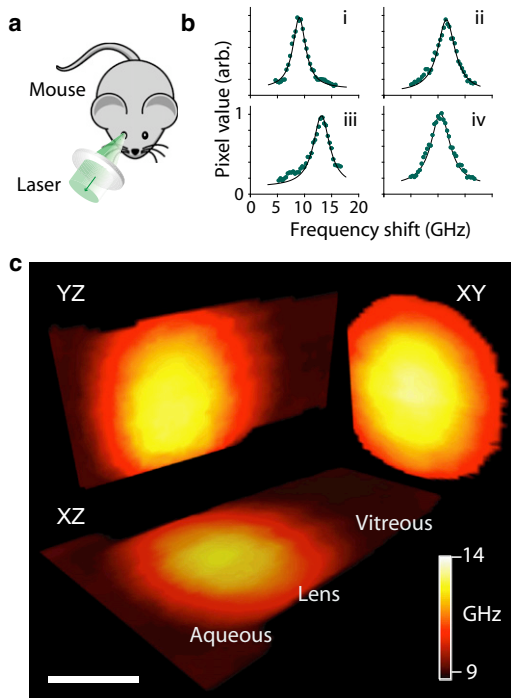 a
Mouse
Laser
b
Pixel value (arb.)
i
ii
iii
iv
1
0
0 5 10 15 20
Frequency shift (GHz)
c
YZ
XY
XZ
Vitreous
Lens
Aqueous
14
GHz
9